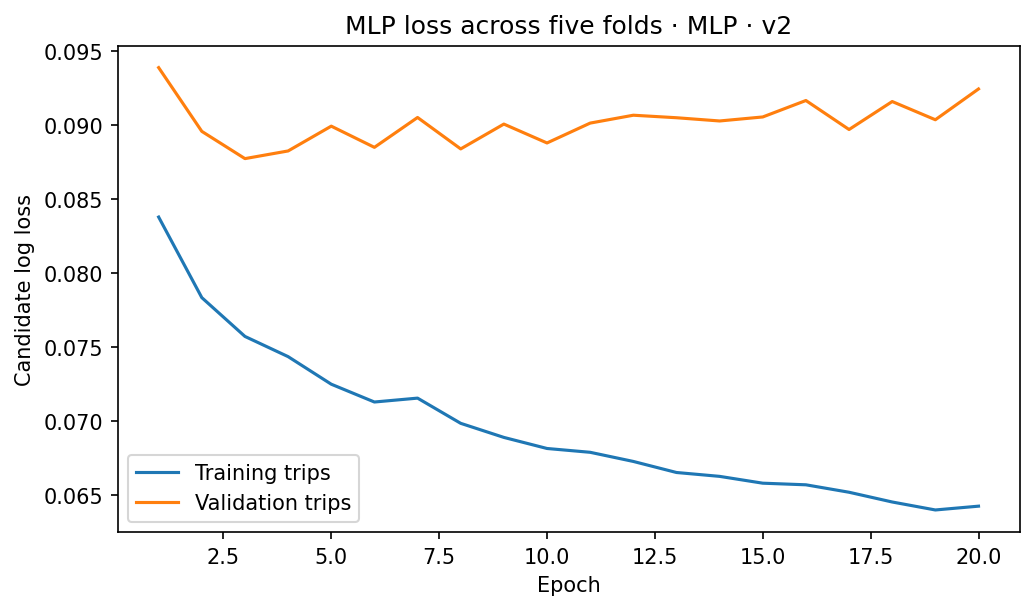 MLP loss across five folds · MLP · v2
Candidate log loss
0.095
0.090
0.085
0.080
0.075
0.070
0.065
Training trips
Validation trips
2.5 5.0 7.5 10.0 12.5 15.0 17.5 20.0
Epoch